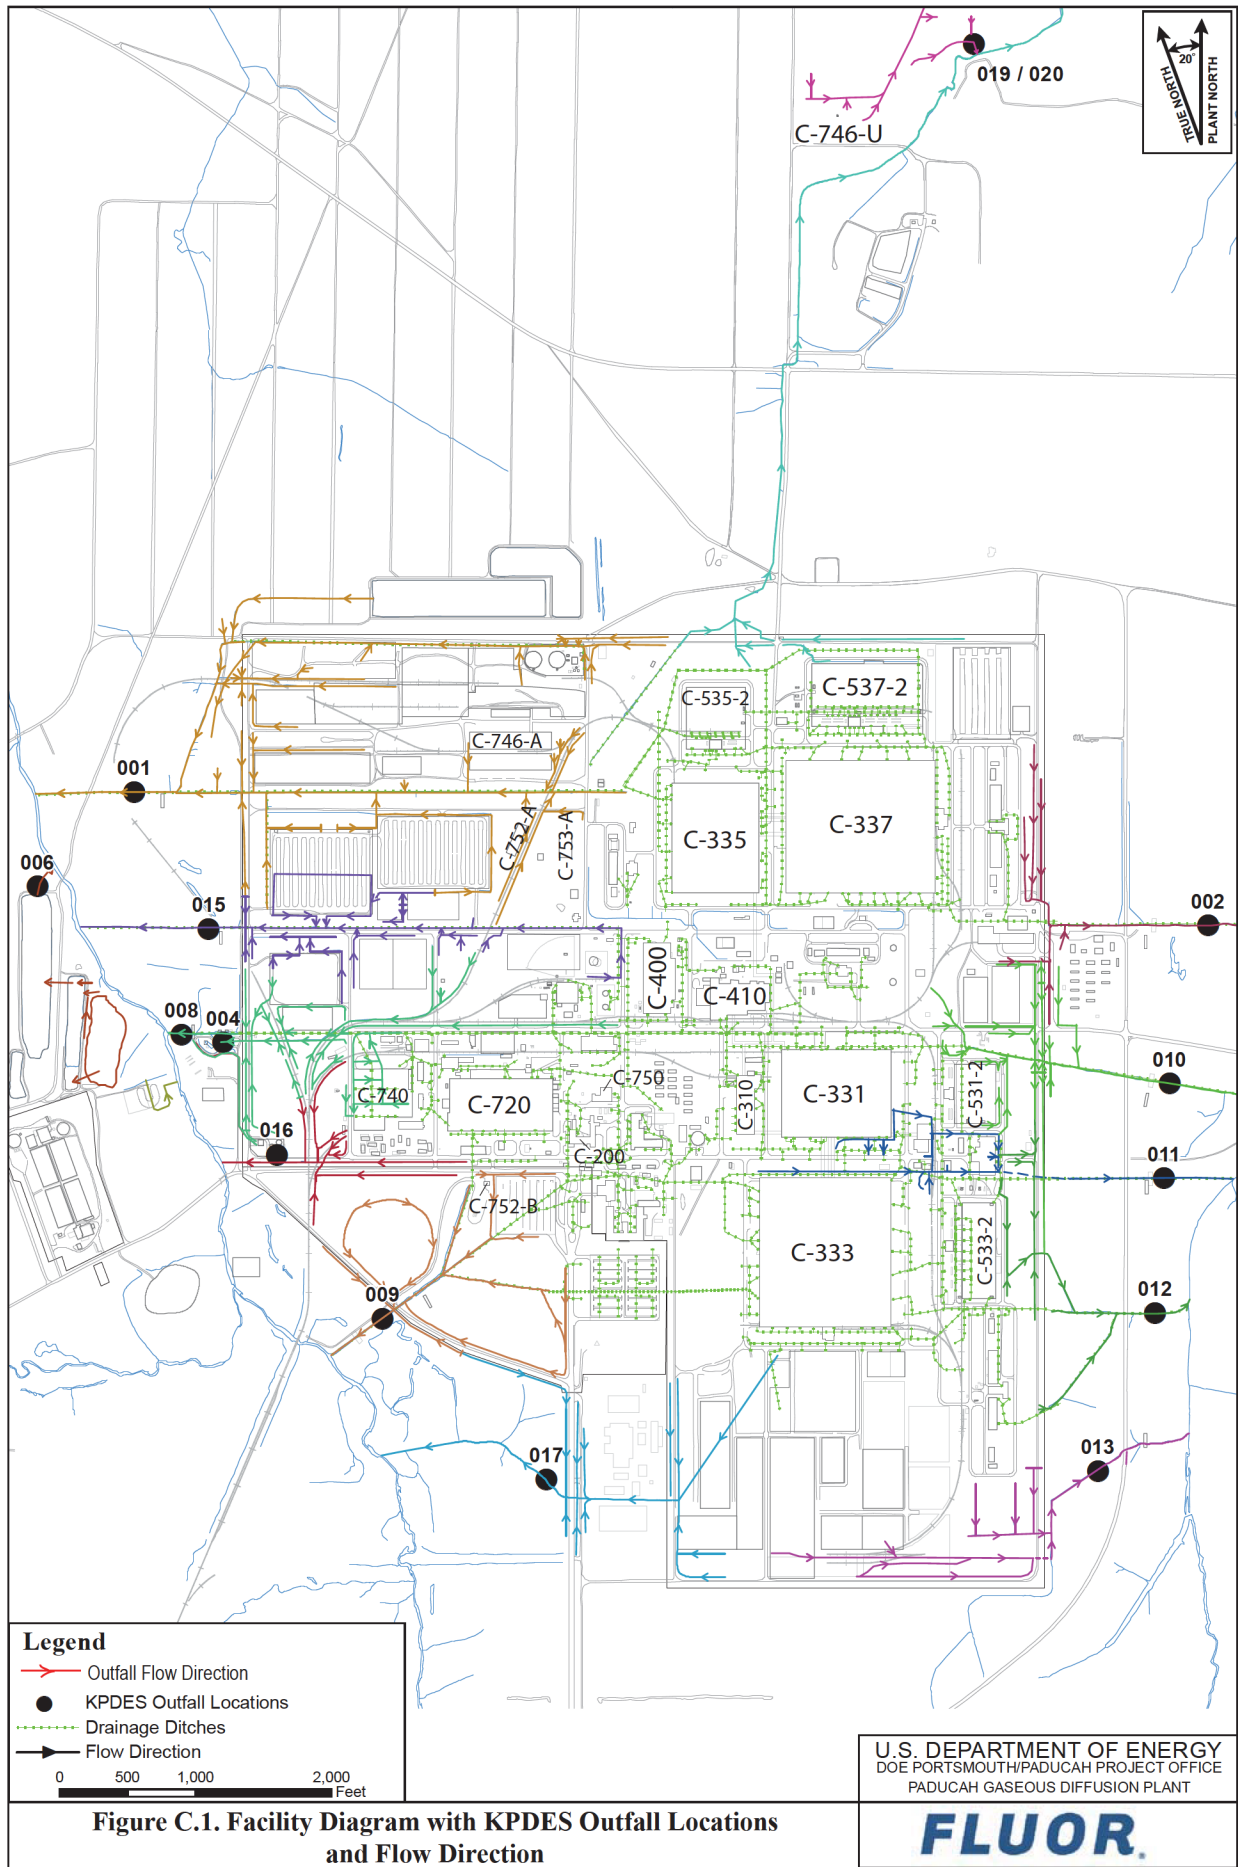 019 / 020
C-746-U
20°
TRUE NORTH
PLANT NORTH
C-537-2
C-535-2
C-746-A
001
C-752-A
C-753-A
C-335
C-337
006
015
002
C-400
C-410
008
004
010
C-750
C-740
C-720
C-310
C-331
C-531-2
016
C-200
011
C-752-B
C-333
C-533-2
009
012
017
013
Legend
Outfall Flow Direction
KPDES Outfall Locations
Drainage Ditches
Flow Direction
0 500 1,000 2,000
Feet
U.S. DEPARTMENT OF ENERGY
DOE PORTSMOUTH/PADUCAH PROJECT OFFICE
PADUCAH GASEOUS DIFFUSION PLANT
Figure C.1. Facility Diagram with KPDES Outfall Locations
and Flow Direction
FLUOR.